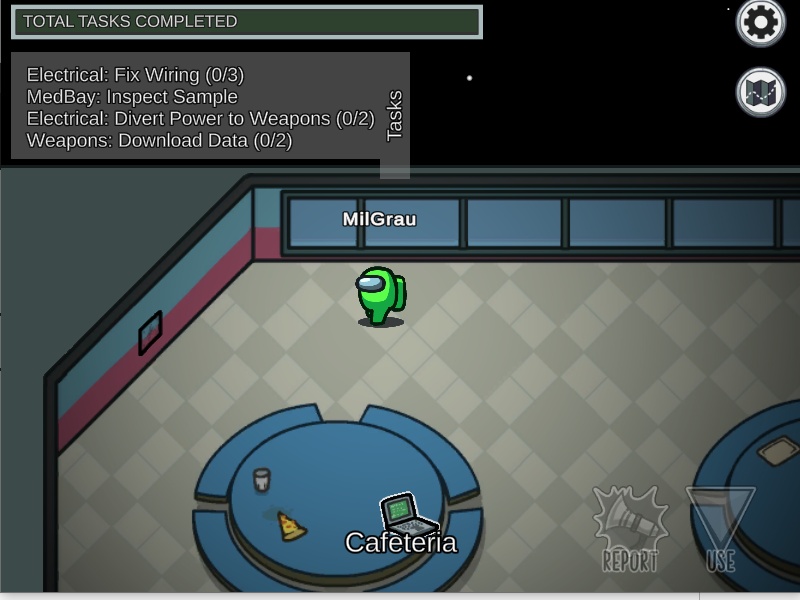 TOTAL TASKS COMPLETED
Electrical: Fix Wiring (0/3)
MedBay: Inspect Sample
Electrical: Divert Power to Weapons (0/2)
Weapons: Download Data (0/2)
Tasks
MilGrau
Cafeteria
REPORT
USE